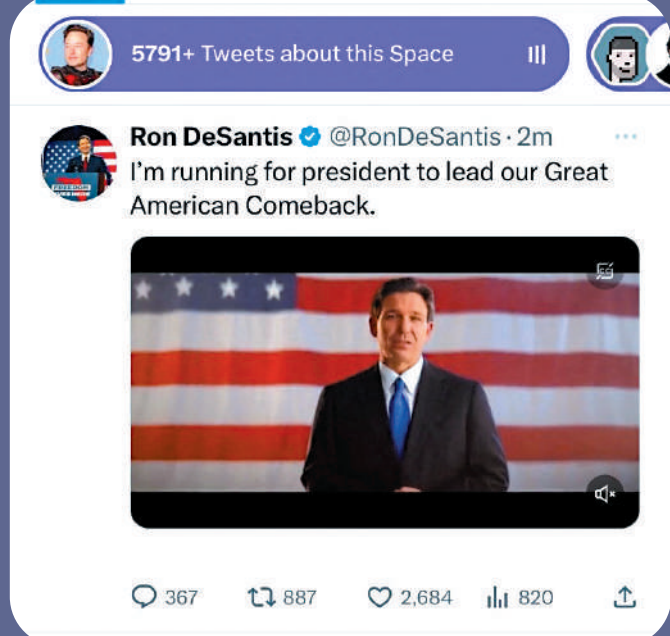 5791+ Tweets about this Space
Ron DeSantis @RonDeSantis · 2m
I'm running for president to lead our Great
American Comeback.
FREEDOM
367 887 2,684 820